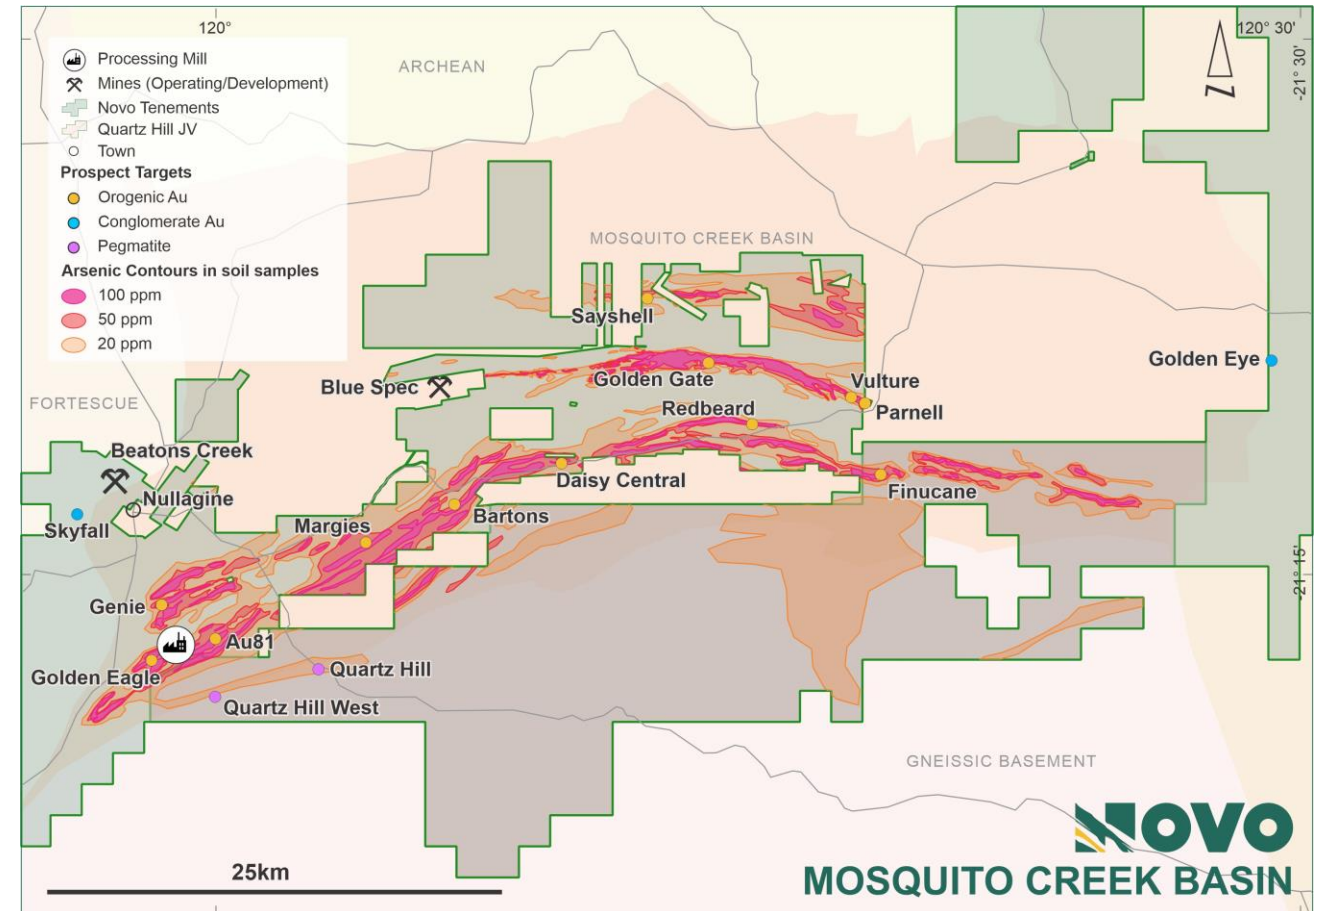 120°
120° 30'
-21° 30'
N
ARCHEAN
Processing Mill
Mines (Operating/Development)
Novo Tenements
Quartz Hill JV
Town
Prospect Targets
Orogenic Au
Conglomerate Au
Pegmatite
Arsenic Contours in soil samples
100 ppm
50 ppm
20 ppm
MOSQUITO CREEK BASIN
Sayshell
Golden Eye
Blue Spec
Golden Gate
Vulture
FORTESCUE
Redbeard
Parnell
Beatons Creek
Daisy Central
Finucane
Nullagine
Skyfall
Margies
Bartons
-21° 15'
Genie
Au81
Golden Eagle
Quartz Hill
Quartz Hill West
GNEISSIC BASEMENT
25km
NOVO
MOSQUITO CREEK BASIN